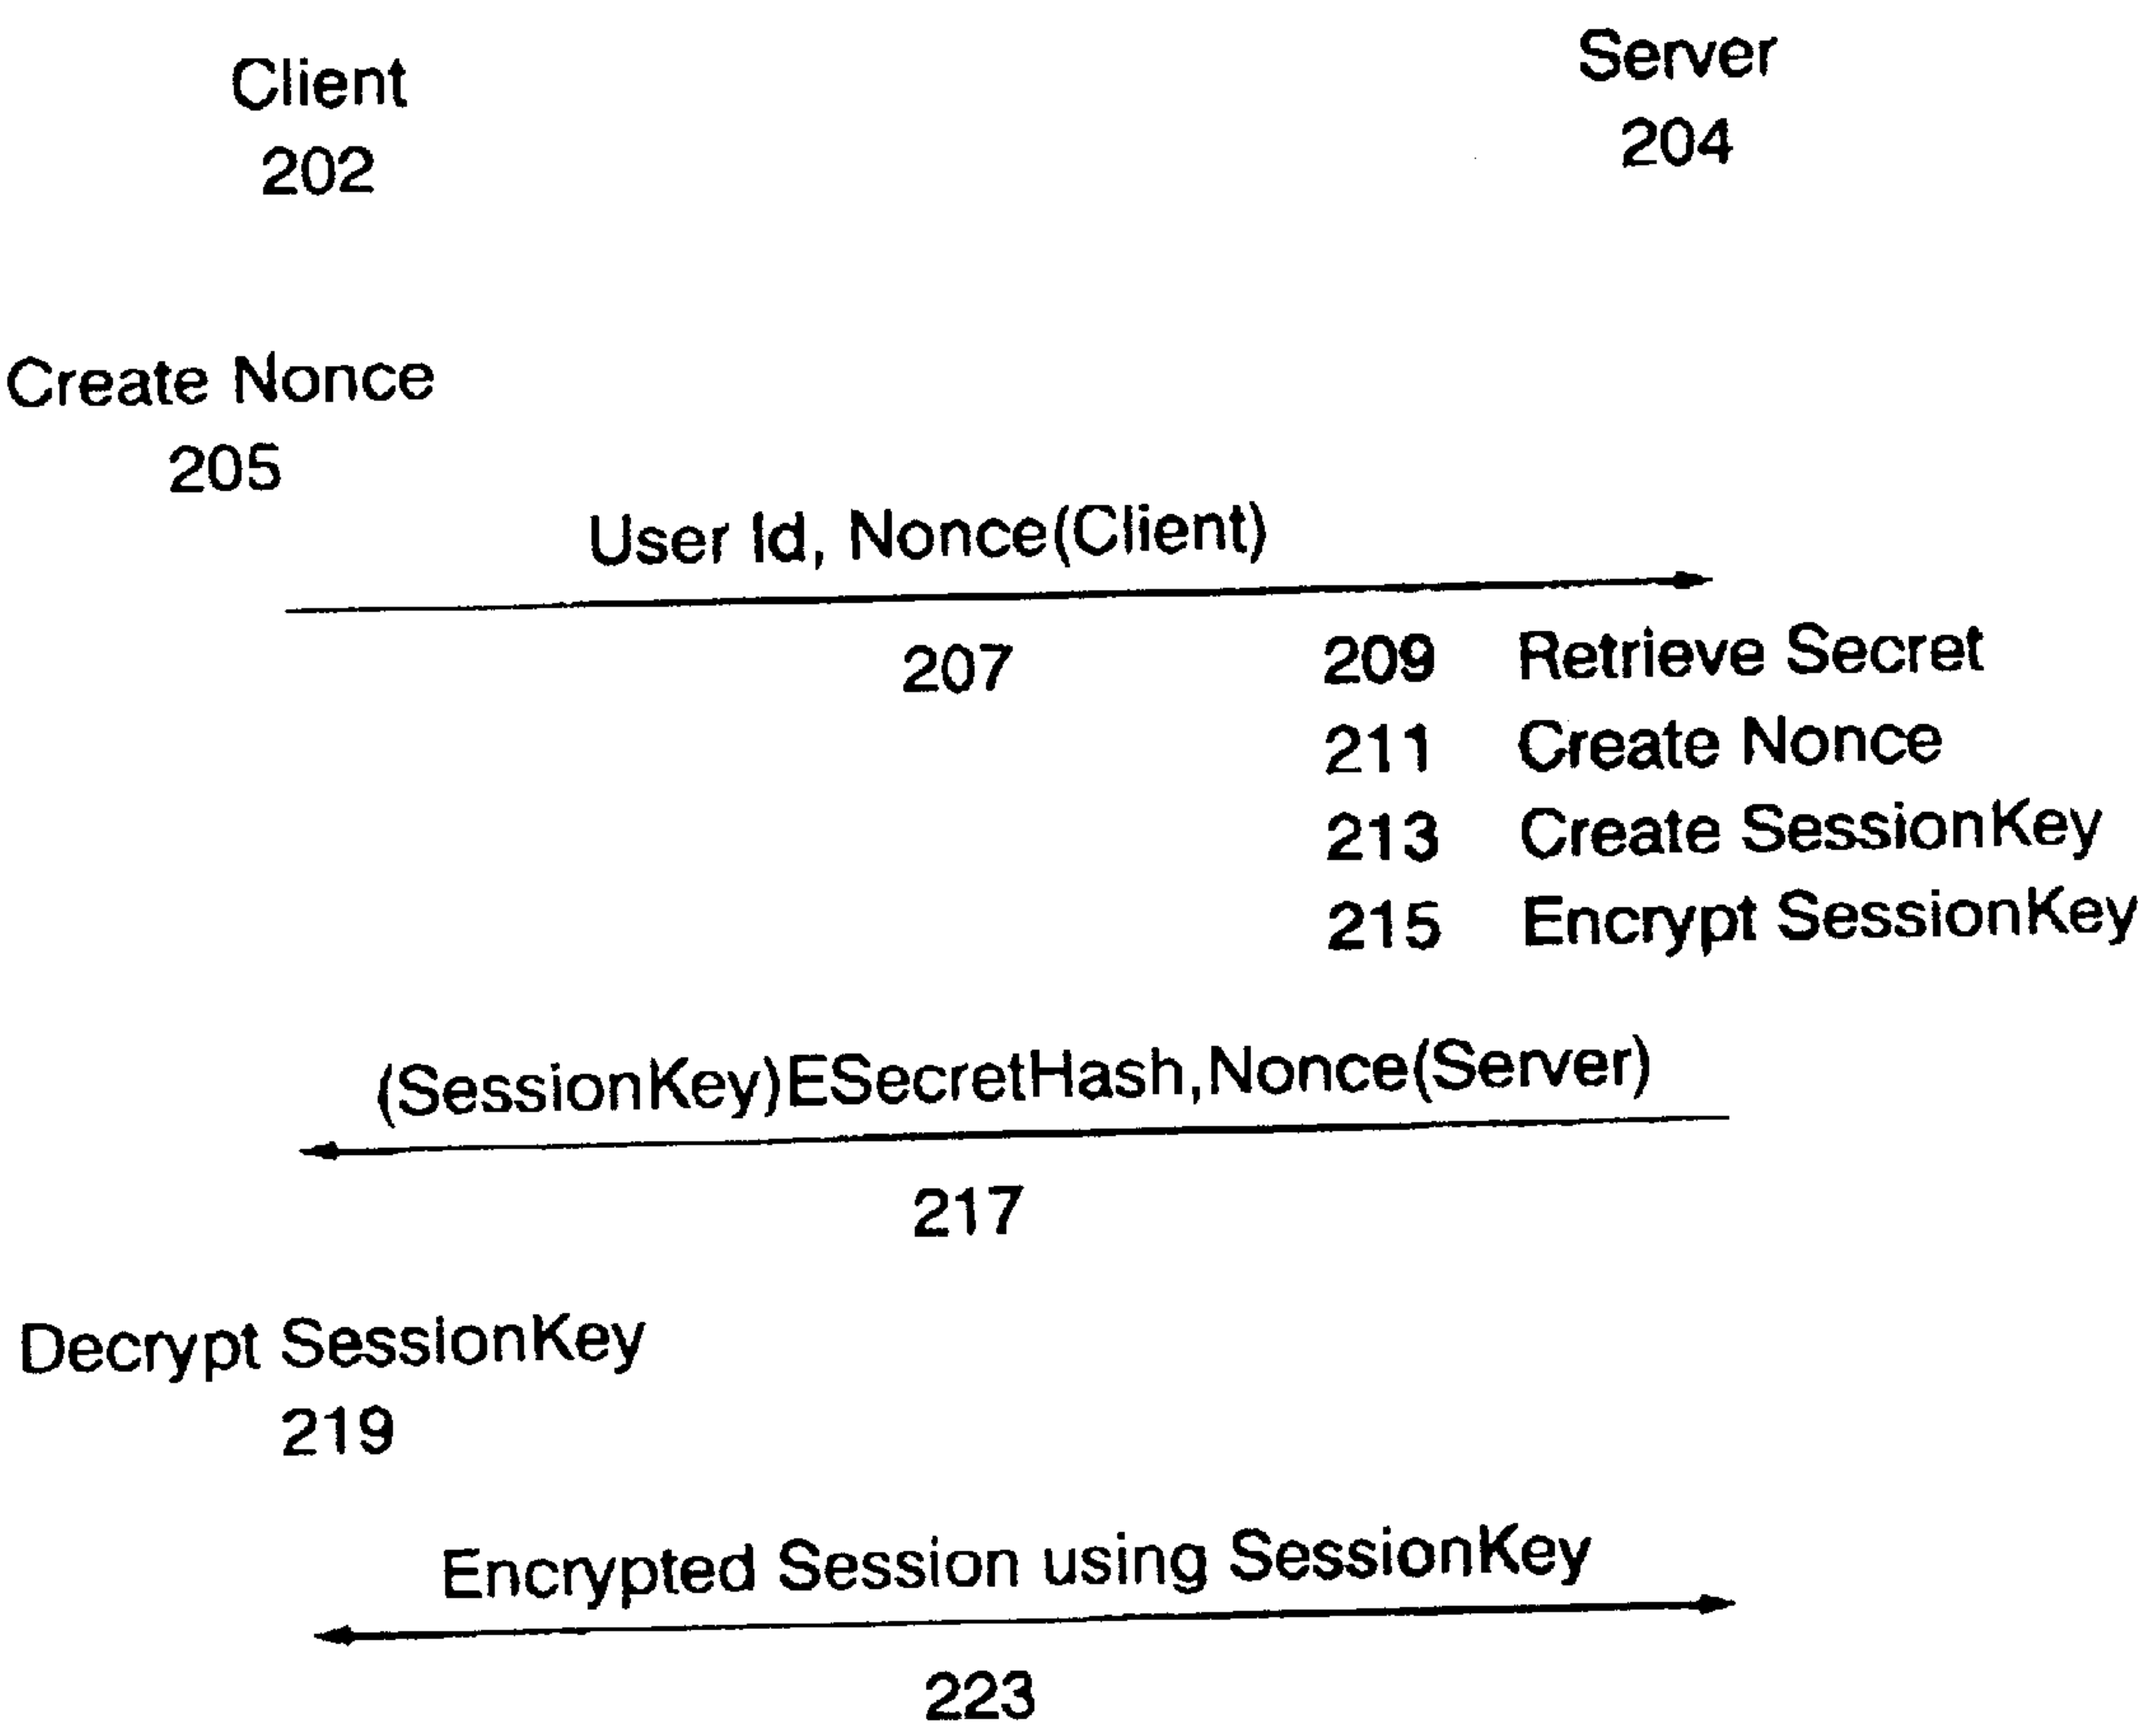 Client
202
Server
204
Create Nonce
205
User Id, Nonce(Client)
207
209 Retrieve Secret
211 Create Nonce
213 Create SessionKey
215 Encrypt SessionKey
(SessionKey)ESecretHash,Nonce(Server)
217
Decrypt SessionKey
219
Encrypted Session using SessionKey
223